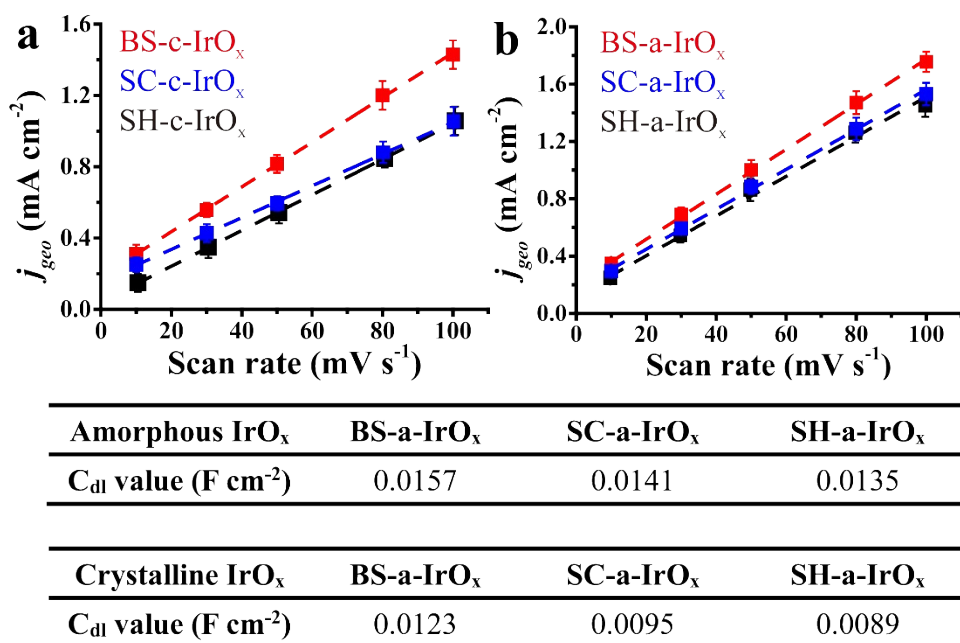 a
BS-c-IrOₓ
SC-c-IrOₓ
SH-c-IrOₓ
1.6
1.2
0.8
0.4
0.0
j_geo (mA cm⁻²)
0 20 40 60 80 100
Scan rate (mV s⁻¹)
b
BS-a-IrOₓ
SC-a-IrOₓ
SH-a-IrOₓ
2.0
1.6
1.2
0.8
0.4
0.0
j_geo (mA cm⁻²)
0 20 40 60 80 100
Scan rate (mV s⁻¹)
Amorphous IrOₓ BS-a-IrOₓ SC-a-IrOₓ SH-a-IrOₓ
C_dl value (F cm⁻²) 0.0157 0.0141 0.0135
Crystalline IrOₓ BS-a-IrOₓ SC-a-IrOₓ SH-a-IrOₓ
C_dl value (F cm⁻²) 0.0123 0.0095 0.0089